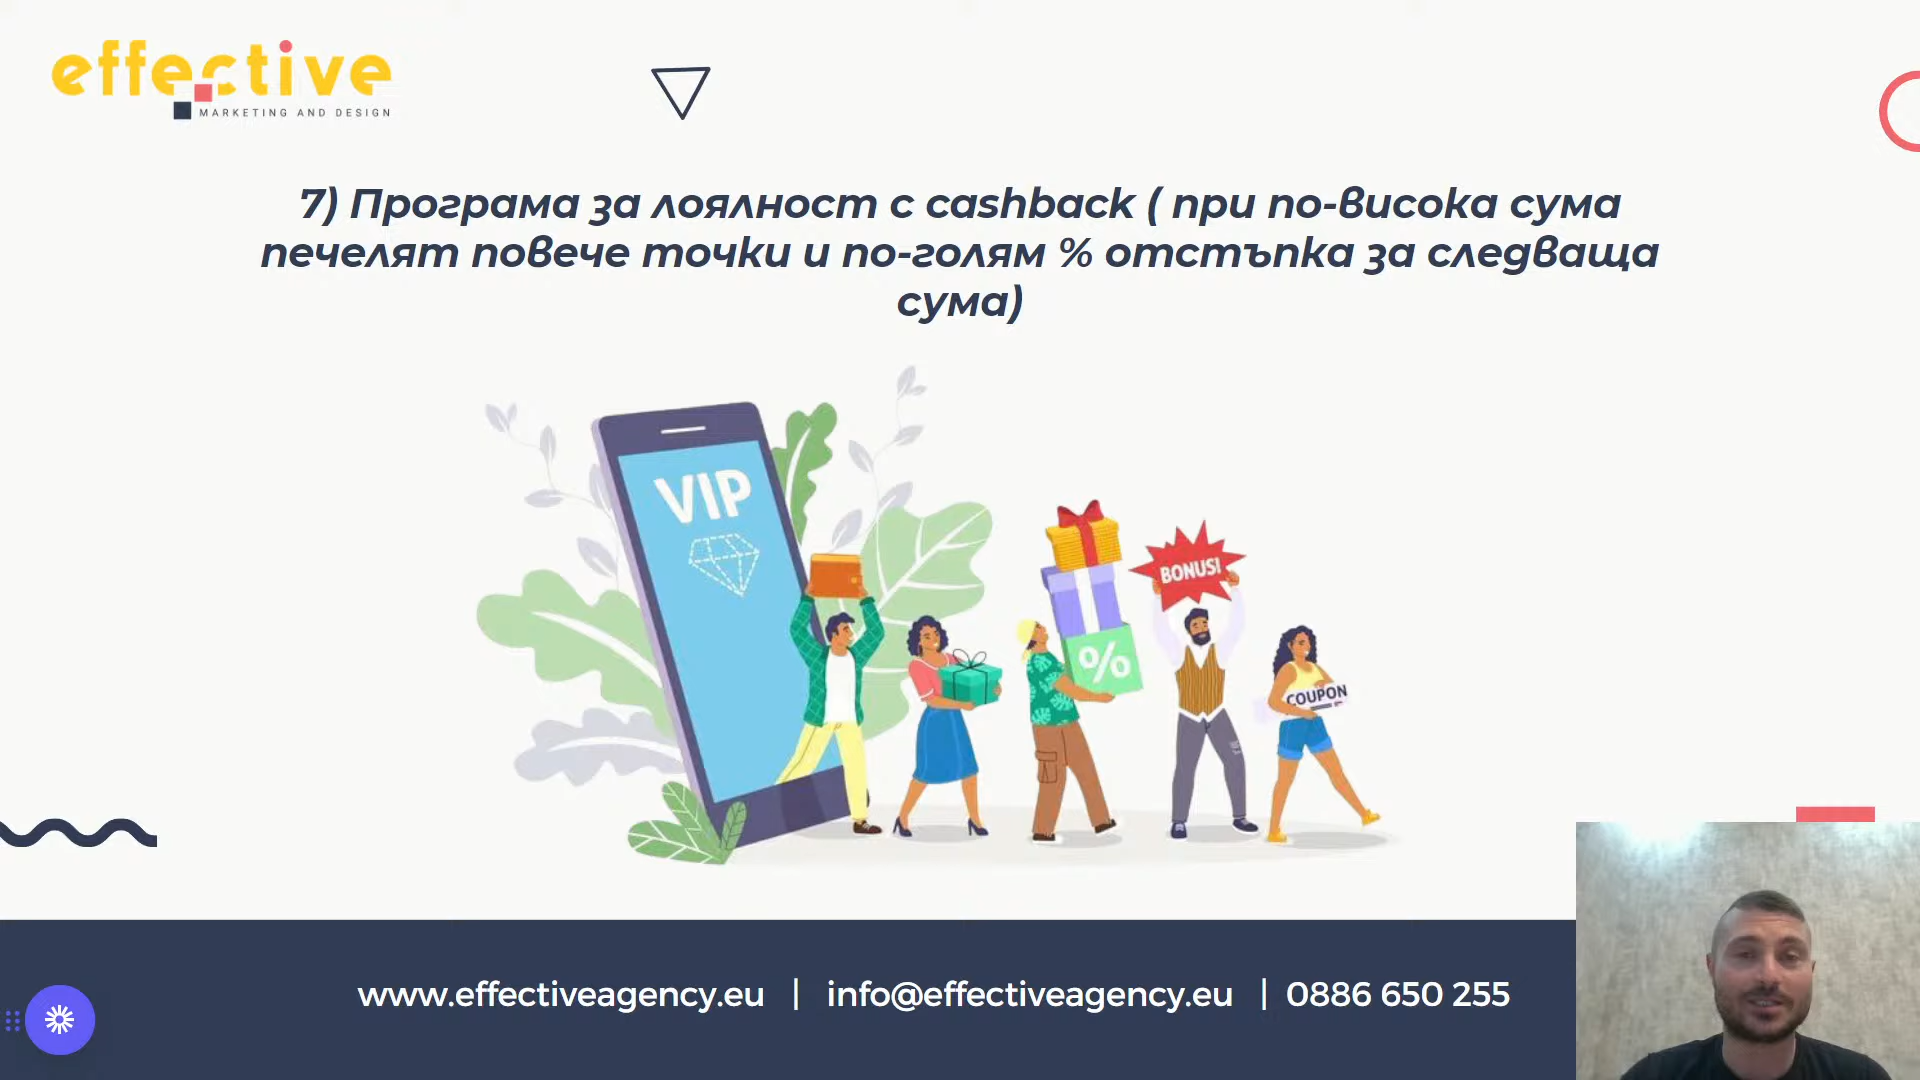 effective
MARKETING AND DESIGN
7) Програма за лоялност с cashback ( при по-висока сума
печелят повече точки и по-голям % отстъпка за следваща
сума)
VIP
BONUS!
%
COUPON
www.effectiveagency.eu | info@effectiveagency.eu | 0886 650 255